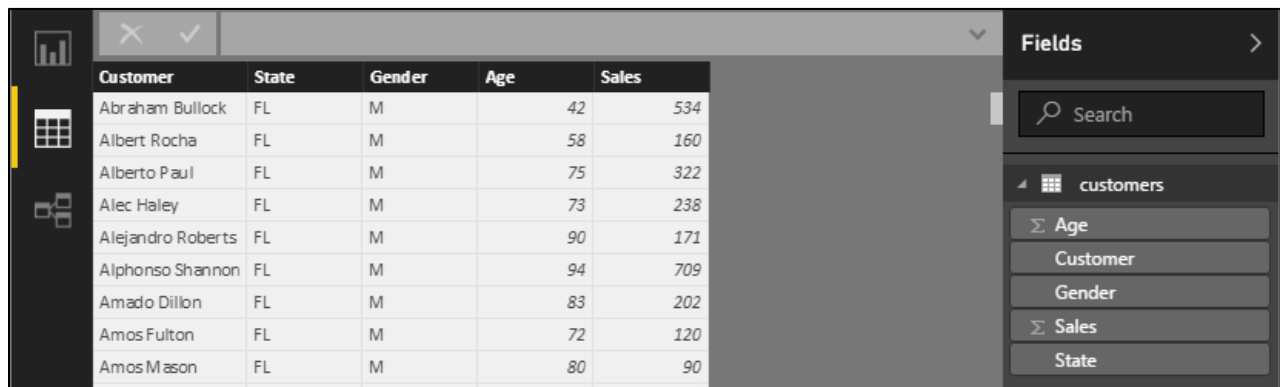 Fields
Customer State Gender Age Sales
Abraham Bullock FL M 42 534
Search
Albert Rocha FL M 58 160
Alberto Paul FL M 75 322
customers
Alec Haley FL M 73 238
Age
Alejandro Roberts FL M 90 171
Customer
Alphonso Shannon FL M 94 709
Gender
Amado Dillon FL M 83 202
Sales
Amos Fulton FL M 72 120
State
Amos Mason FL M 80 90